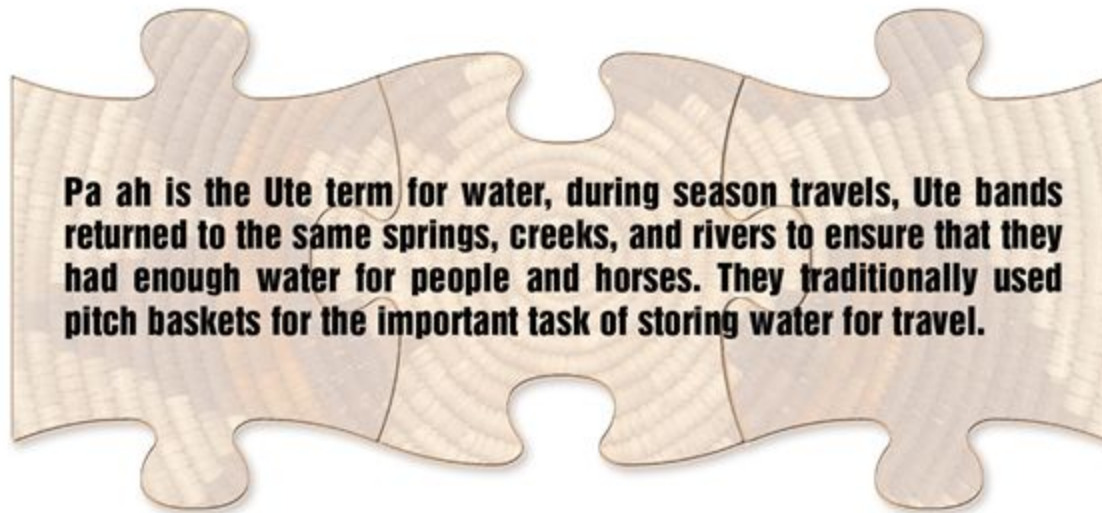 Pa ah is the Ute term for water, during season travels, Ute bands
returned to the same springs, creeks, and rivers to ensure that they
had enough water for people and horses. They traditionally used
pitch baskets for the important task of storing water for travel.